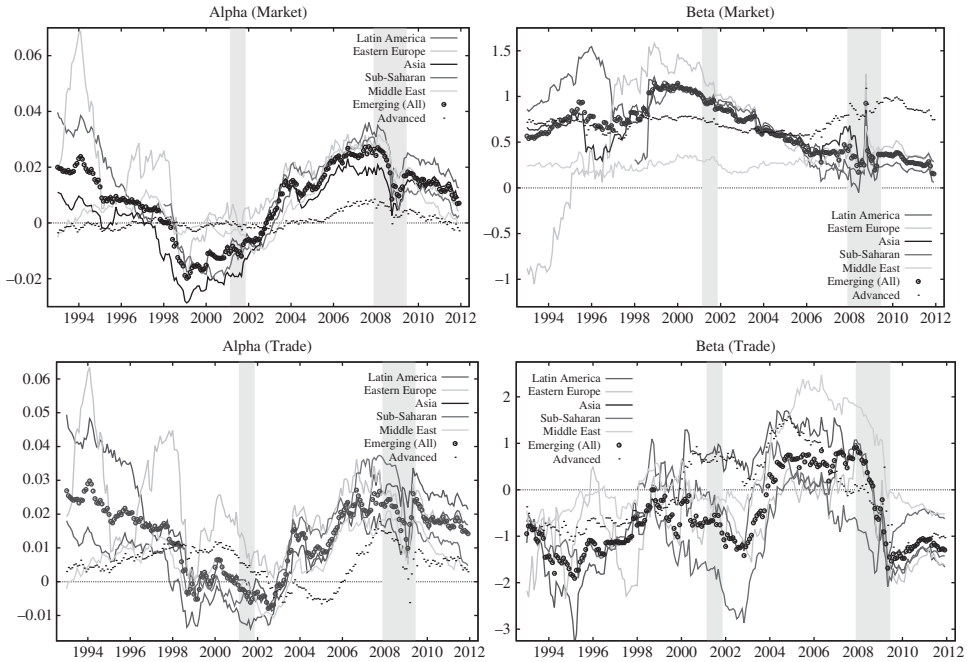 Alpha (Market)
0.06
0.04
0.02
0
−0.02
Latin America
Eastern Europe
Asia
Sub-Saharan
Middle East
Emerging (All)
Advanced
1994 1996 1998 2000 2002 2004 2006 2008 2010 2012
Beta (Market)
1.5
1
0.5
0
−0.5
−1
Latin America
Eastern Europe
Asia
Sub-Saharan
Middle East
Emerging (All)
Advanced
1994 1996 1998 2000 2002 2004 2006 2008 2010 2012
Alpha (Trade)
0.06
0.05
0.04
0.03
0.02
0.01
0
−0.01
Latin America
Eastern Europe
Asia
Sub-Saharan
Middle East
Emerging (All)
Advanced
1994 1996 1998 2000 2002 2004 2006 2008 2010 2012
Beta (Trade)
2
1
0
−1
−2
−3
Latin America
Eastern Europe
Asia
Sub-Saharan
Middle East
Emerging (All)
Advanced
1994 1996 1998 2000 2002 2004 2006 2008 2010 2012